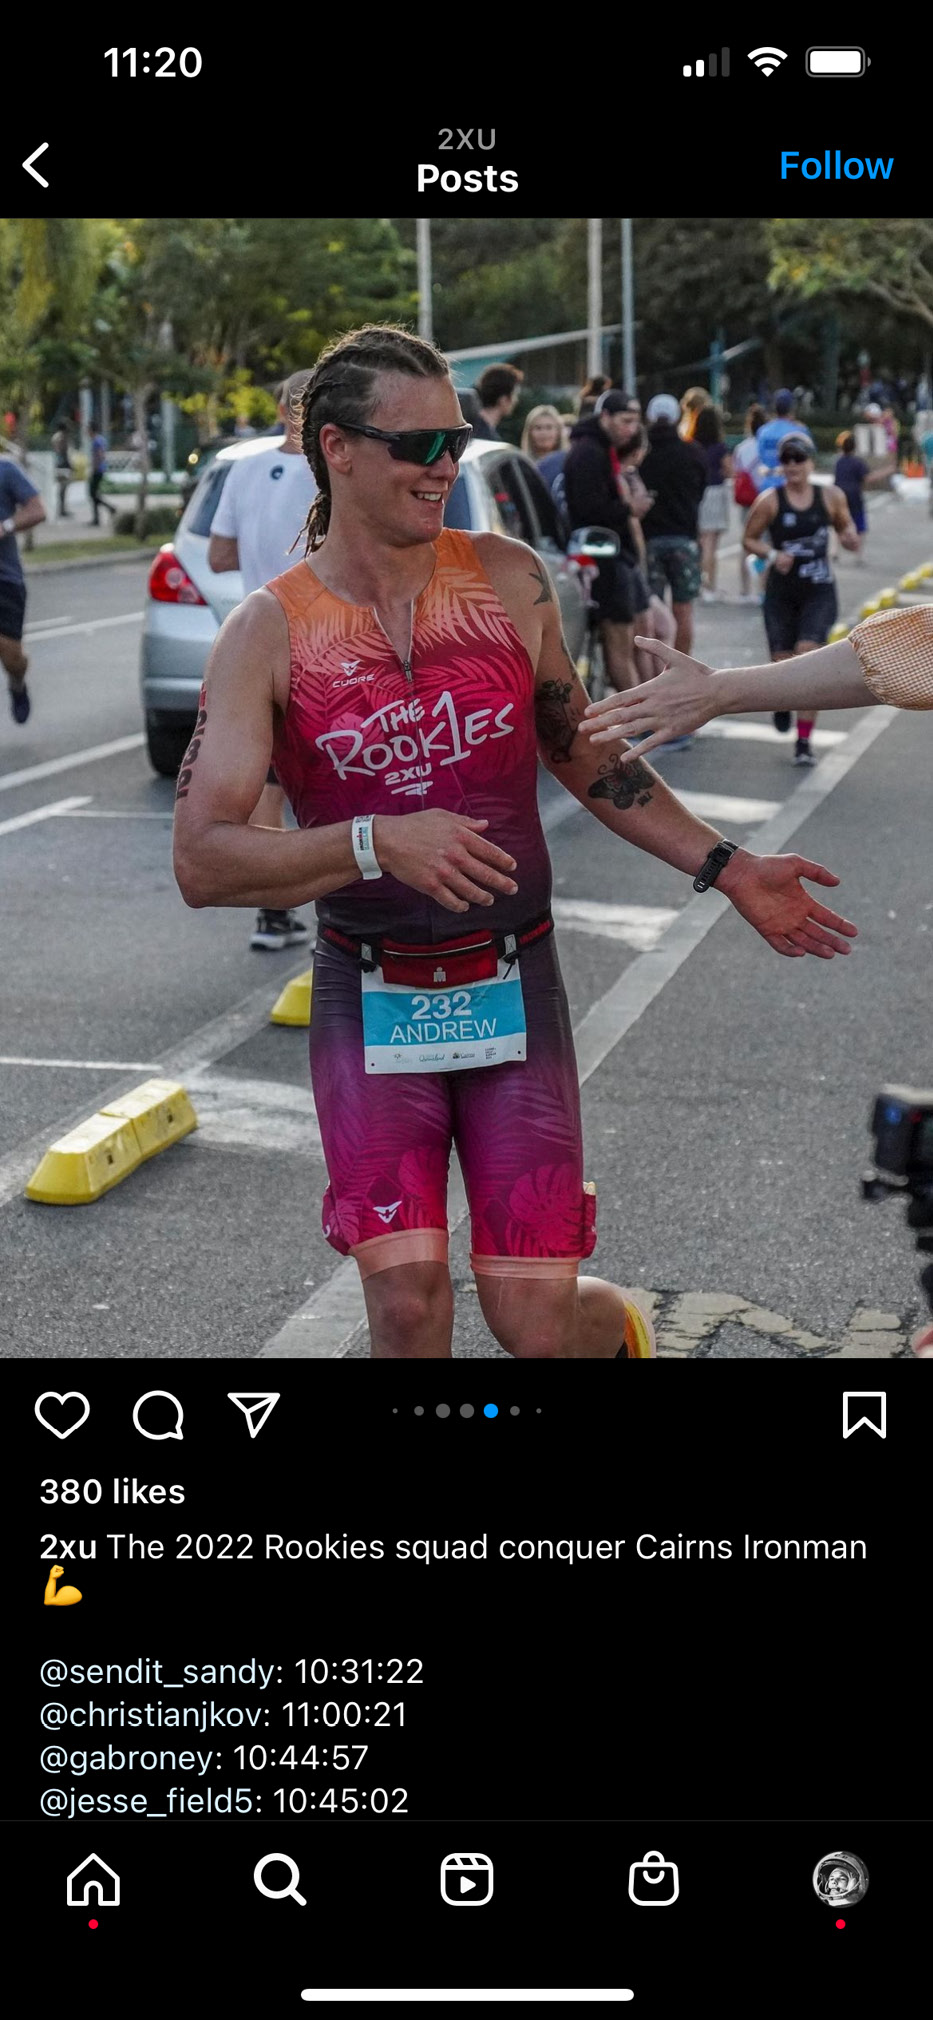 11:20
2XU
Posts
Follow
CUORE
THE
ROOK1ES
2XU
232
ANDREW
380 likes
2xu The 2022 Rookies squad conquer Cairns Ironman
💪
@sendit_sandy: 10:31:22
@christianjkov: 11:00:21
@gabroney: 10:44:57
@jesse_field5: 10:45:02